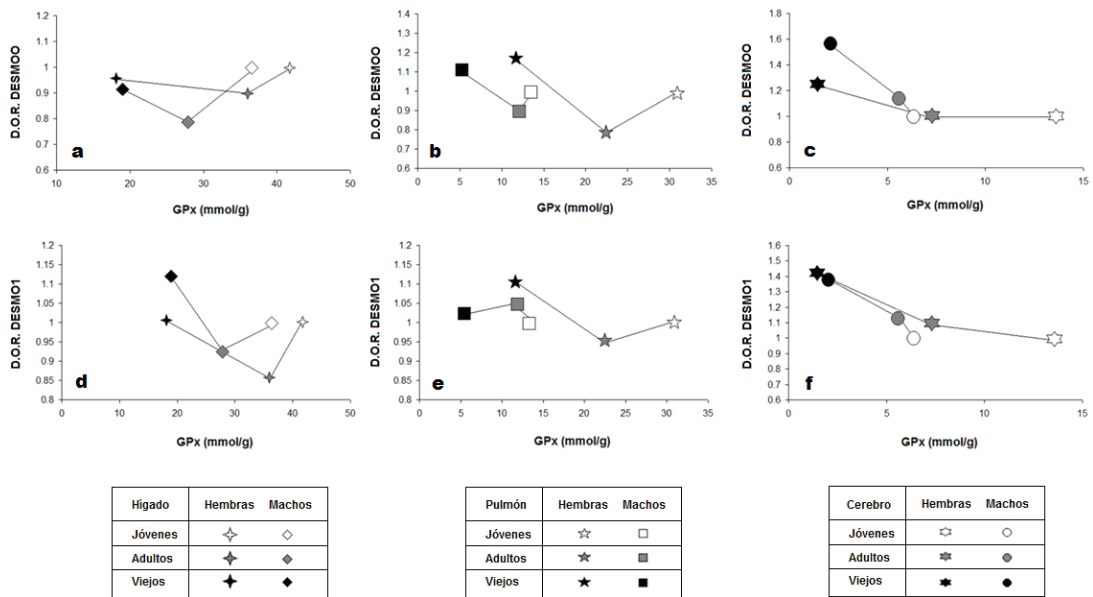 D.O.R. DESMOO
1.2
1.1
1
0.9
0.8
0.7
0.6
a
10
20
30
40
50
GPx (mmol/g)
D.O.R. DESMOO
1.4
1.3
1.2
1.1
1
0.9
0.8
0.7
0.6
b
0
5
10
15
20
25
30
35
GPx (mmol/g)
D.O.R. DESMOO
1.8
1.6
1.4
1.2
1
0.8
0.6
c
0
5
10
15
GPx (mmol/g)
D.O.R. DESMO1
1.2
1.15
1.1
1.05
1
0.95
0.9
0.85
0.8
d
0
10
20
30
40
50
GPx (mmol/g)
D.O.R. DESMO1
1.2
1.15
1.1
1.05
1
0.95
0.9
0.85
0.8
e
0
5
10
15
20
25
30
35
GPx (mmol/g)
D.O.R. DESMO1
1.6
1.5
1.4
1.3
1.2
1.1
1
0.9
0.8
0.7
0.6
f
0
5
10
15
GPx (mmol/g)
Hígado Hembras Machos
Jóvenes
Adultos
Viejos
Pulmón Hembras Machos
Jóvenes
Adultos
Viejos
Cerebro Hembras Machos
Jóvenes
Adultos
Viejos